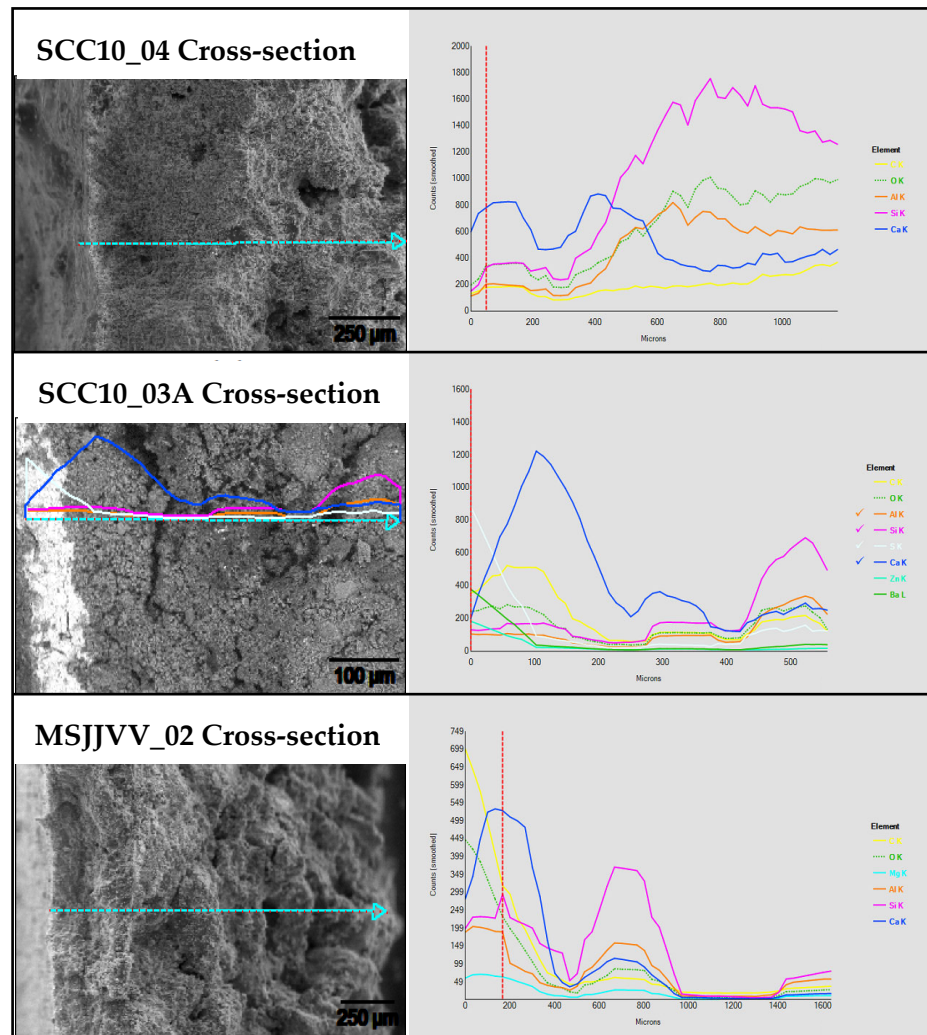 SCC10_04 Cross-section
250 µm
2000
1800
1600
1400
1200
1000
800
600
400
200
0
Counts [smoothed]
0 200 400 600 800 1000
Microns
Element
O K
Al K
Si K
Ca K
SCC10_03A Cross-section
100 µm
1600
1400
1200
1000
800
600
400
200
0
Counts [smoothed]
0 100 200 300 400 500
Microns
Element
O K
Al K
Si K
S K
Ca K
Zn K
Ba L
MSJJVV_02 Cross-section
250 µm
749
699
649
599
549
499
449
399
349
299
249
199
149
99
49
Counts [smoothed]
0 200 400 600 800 1000 1200 1400 1600
Microns
Element
O K
Mg K
Al K
Si K
Ca K